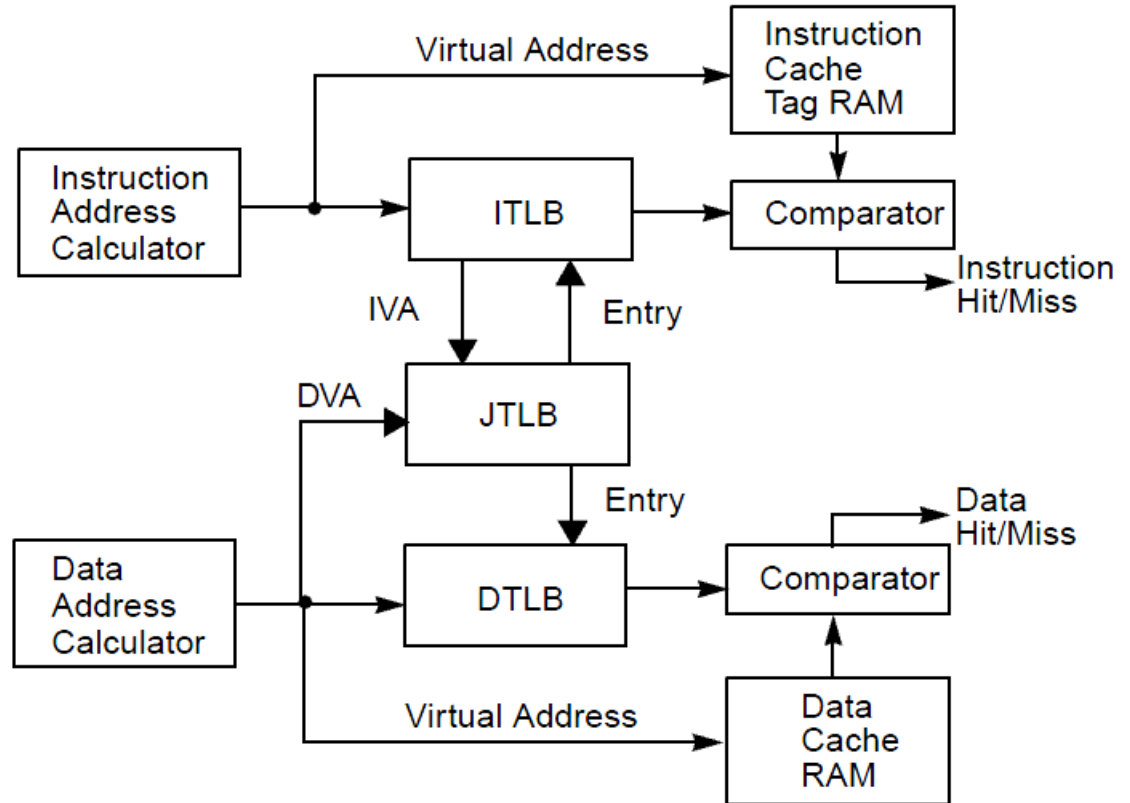 Virtual Address
Instruction
Cache
Tag RAM
Instruction
Address
Calculator
ITLB
Comparator
Instruction
Hit/Miss
IVA
Entry
DVA
JTLB
Entry
Data
Hit/Miss
Data
Address
Calculator
DTLB
Comparator
Virtual Address
Data
Cache
RAM